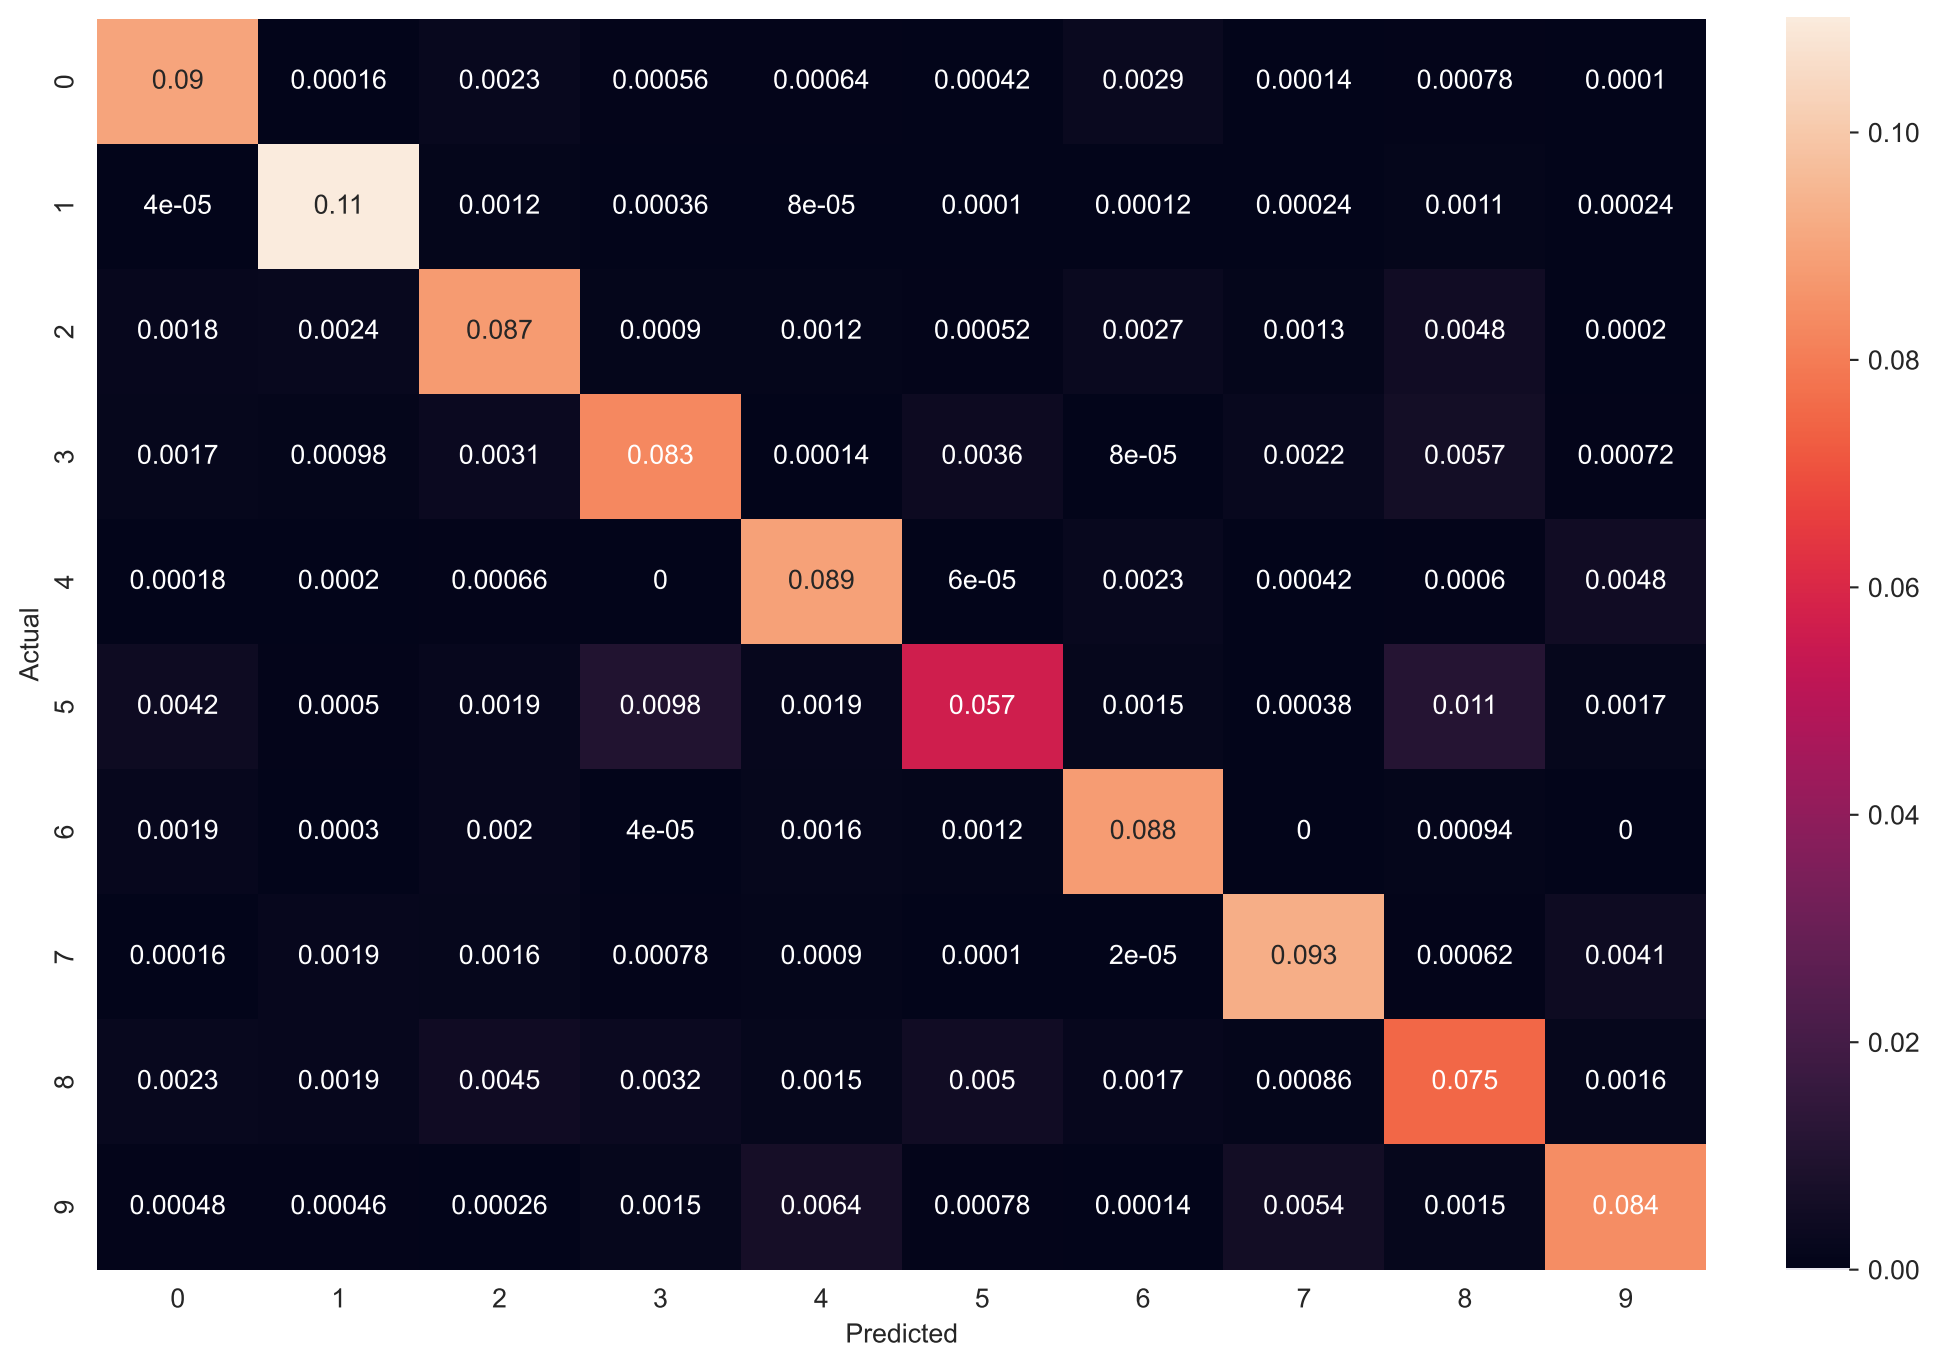 0 0.09 0.00016 0.0023 0.00056 0.00064 0.00042 0.0029 0.00014 0.00078 0.0001
1 4e-05 0.11 0.0012 0.00036 8e-05 0.0001 0.00012 0.00024 0.0011 0.00024
2 0.0018 0.0024 0.087 0.0009 0.0012 0.00052 0.0027 0.0013 0.0048 0.0002
3 0.0017 0.00098 0.0031 0.083 0.00014 0.0036 8e-05 0.0022 0.0057 0.00072
4 0.00018 0.0002 0.00066 0 0.089 6e-05 0.0023 0.00042 0.0006 0.0048
5 0.0042 0.0005 0.0019 0.0098 0.0019 0.057 0.0015 0.00038 0.011 0.0017
6 0.0019 0.0003 0.002 4e-05 0.0016 0.0012 0.088 0 0.00094 0
7 0.00016 0.0019 0.0016 0.00078 0.0009 0.0001 2e-05 0.093 0.00062 0.0041
8 0.0023 0.0019 0.0045 0.0032 0.0015 0.005 0.0017 0.00086 0.075 0.0016
9 0.00048 0.00046 0.00026 0.0015 0.0064 0.00078 0.00014 0.0054 0.0015 0.084
0 1 2 3 4 5 6 7 8 9
Predicted
Actual
0.10
0.08
0.06
0.04
0.02
0.00